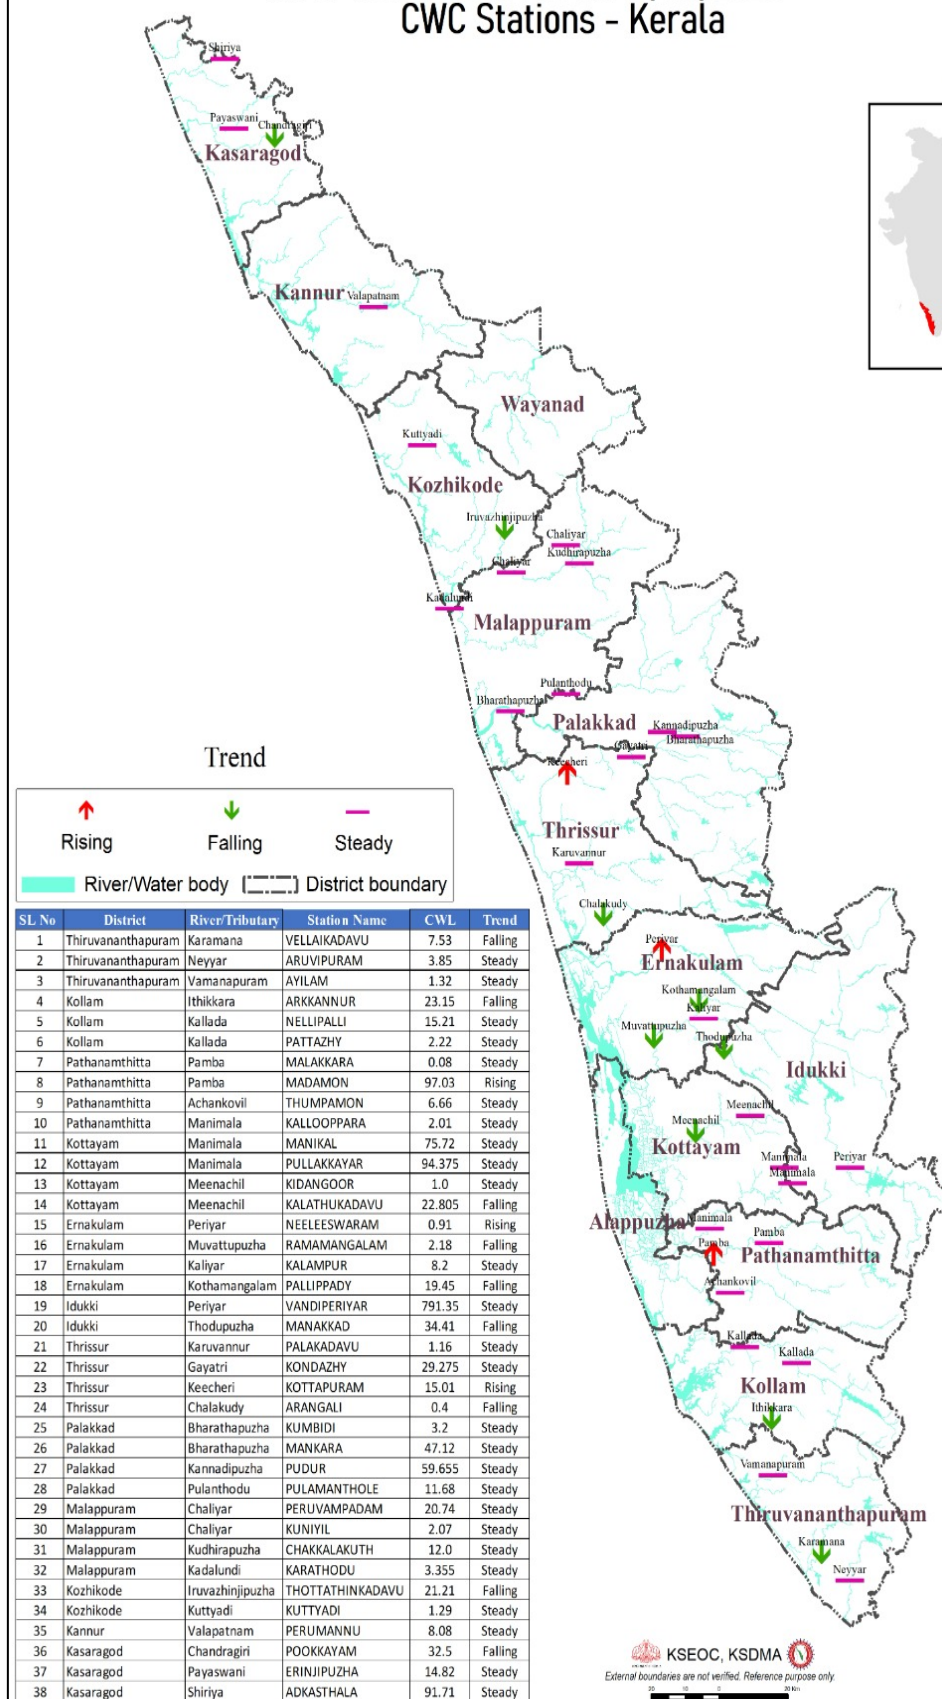 CWC Stations - Kerala
Shiriya
Payaswani
Chandragiri
Kasaragod
Kannur
Valapatnam
Wayanad
Kuttyadi
Kozhikode
Iruvazhinjipuzha
Chaliyar
Kudhirapuzha
Chaliyar
Kadalundi
Malappuram
Pulanthodu
Bharathapuzha
Palakkad
Kannadipuzha
Bharathapuzha
Gayatri
Keecheri
Thrissur
Karuvannur
Chalakudy
Periyar
Ernakulam
Kothamangalam
Kaliyar
Muvattupuzha
Thodupuzha
Idukki
Meenachil
Meenachil
Kottayam
Manimala
Periyar
Manimala
Alappuzha
Manimala
Pamba
Pamba
Pathanamthitta
Achankovil
Kallada
Kallada
Kollam
Ithikkara
Vamanapuram
Thiruvananthapuram
Karamana
Neyyar
Trend
Rising Falling Steady
River/Water body District boundary
SL No District River/Tributary Station Name CWL Trend
1 Thiruvananthapuram Karamana VELLAIKADAVU 7.53 Falling
2 Thiruvananthapuram Neyyar ARUVIPURAM 3.85 Steady
3 Thiruvananthapuram Vamanapuram AYILAM 1.32 Steady
4 Kollam Ithikkara ARKKANNUR 23.15 Falling
5 Kollam Kallada NELLIPALLI 15.21 Steady
6 Kollam Kallada PATTAZHY 2.22 Steady
7 Pathanamthitta Pamba MALAKKARA 0.08 Steady
8 Pathanamthitta Pamba MADAMON 97.03 Rising
9 Pathanamthitta Achankovil THUMPAMON 6.66 Steady
10 Pathanamthitta Manimala KALLOOPPARA 2.01 Steady
11 Kottayam Manimala MANIKAL 75.72 Steady
12 Kottayam Manimala PULLAKKAYAR 94.375 Steady
13 Kottayam Meenachil KIDANGOOR 1.0 Steady
14 Kottayam Meenachil KALATHUKADAVU 22.805 Falling
15 Ernakulam Periyar NEELEESWARAM 0.91 Rising
16 Ernakulam Muvattupuzha RAMAMANGALAM 2.18 Falling
17 Ernakulam Kaliyar KALAMPUR 8.2 Steady
18 Ernakulam Kothamangalam PALLIPPADY 19.45 Falling
19 Idukki Periyar VANDIPERIYAR 791.35 Steady
20 Idukki Thodupuzha MANAKKAD 34.41 Falling
21 Thrissur Karuvannur PALAKADAVU 1.16 Steady
22 Thrissur Gayatri KONDAZHY 29.275 Steady
23 Thrissur Keecheri KOTTAPURAM 15.01 Rising
24 Thrissur Chalakudy ARANGALI 0.4 Falling
25 Palakkad Bharathapuzha KUMBIDI 3.2 Steady
26 Palakkad Bharathapuzha MANKARA 47.12 Steady
27 Palakkad Kannadipuzha PUDUR 59.655 Steady
28 Palakkad Pulanthodu PULAMANTHOLE 11.68 Steady
29 Malappuram Chaliyar PERUVAMPADAM 20.74 Steady
30 Malappuram Chaliyar KUNIYIL 2.07 Steady
31 Malappuram Kudhirapuzha CHAKKALAKUTH 12.0 Steady
32 Malappuram Kadalundi KARATHODU 3.355 Steady
33 Kozhikode Iruvazhinjipuzha THOTTATHINKADAVU 21.21 Falling
34 Kozhikode Kuttyadi KUTTYADI 1.29 Steady
35 Kannur Valapatnam PERUMANNU 8.08 Steady
36 Kasaragod Chandragiri POOKKAYAM 32.5 Falling
37 Kasaragod Payaswani ERINJIPUZHA 14.82 Steady
38 Kasaragod Shiriya ADKASTHALA 91.71 Steady
KSEOC, KSDMA
External boundaries are not verified. Reference purpose only.
20 10 0 20 Km